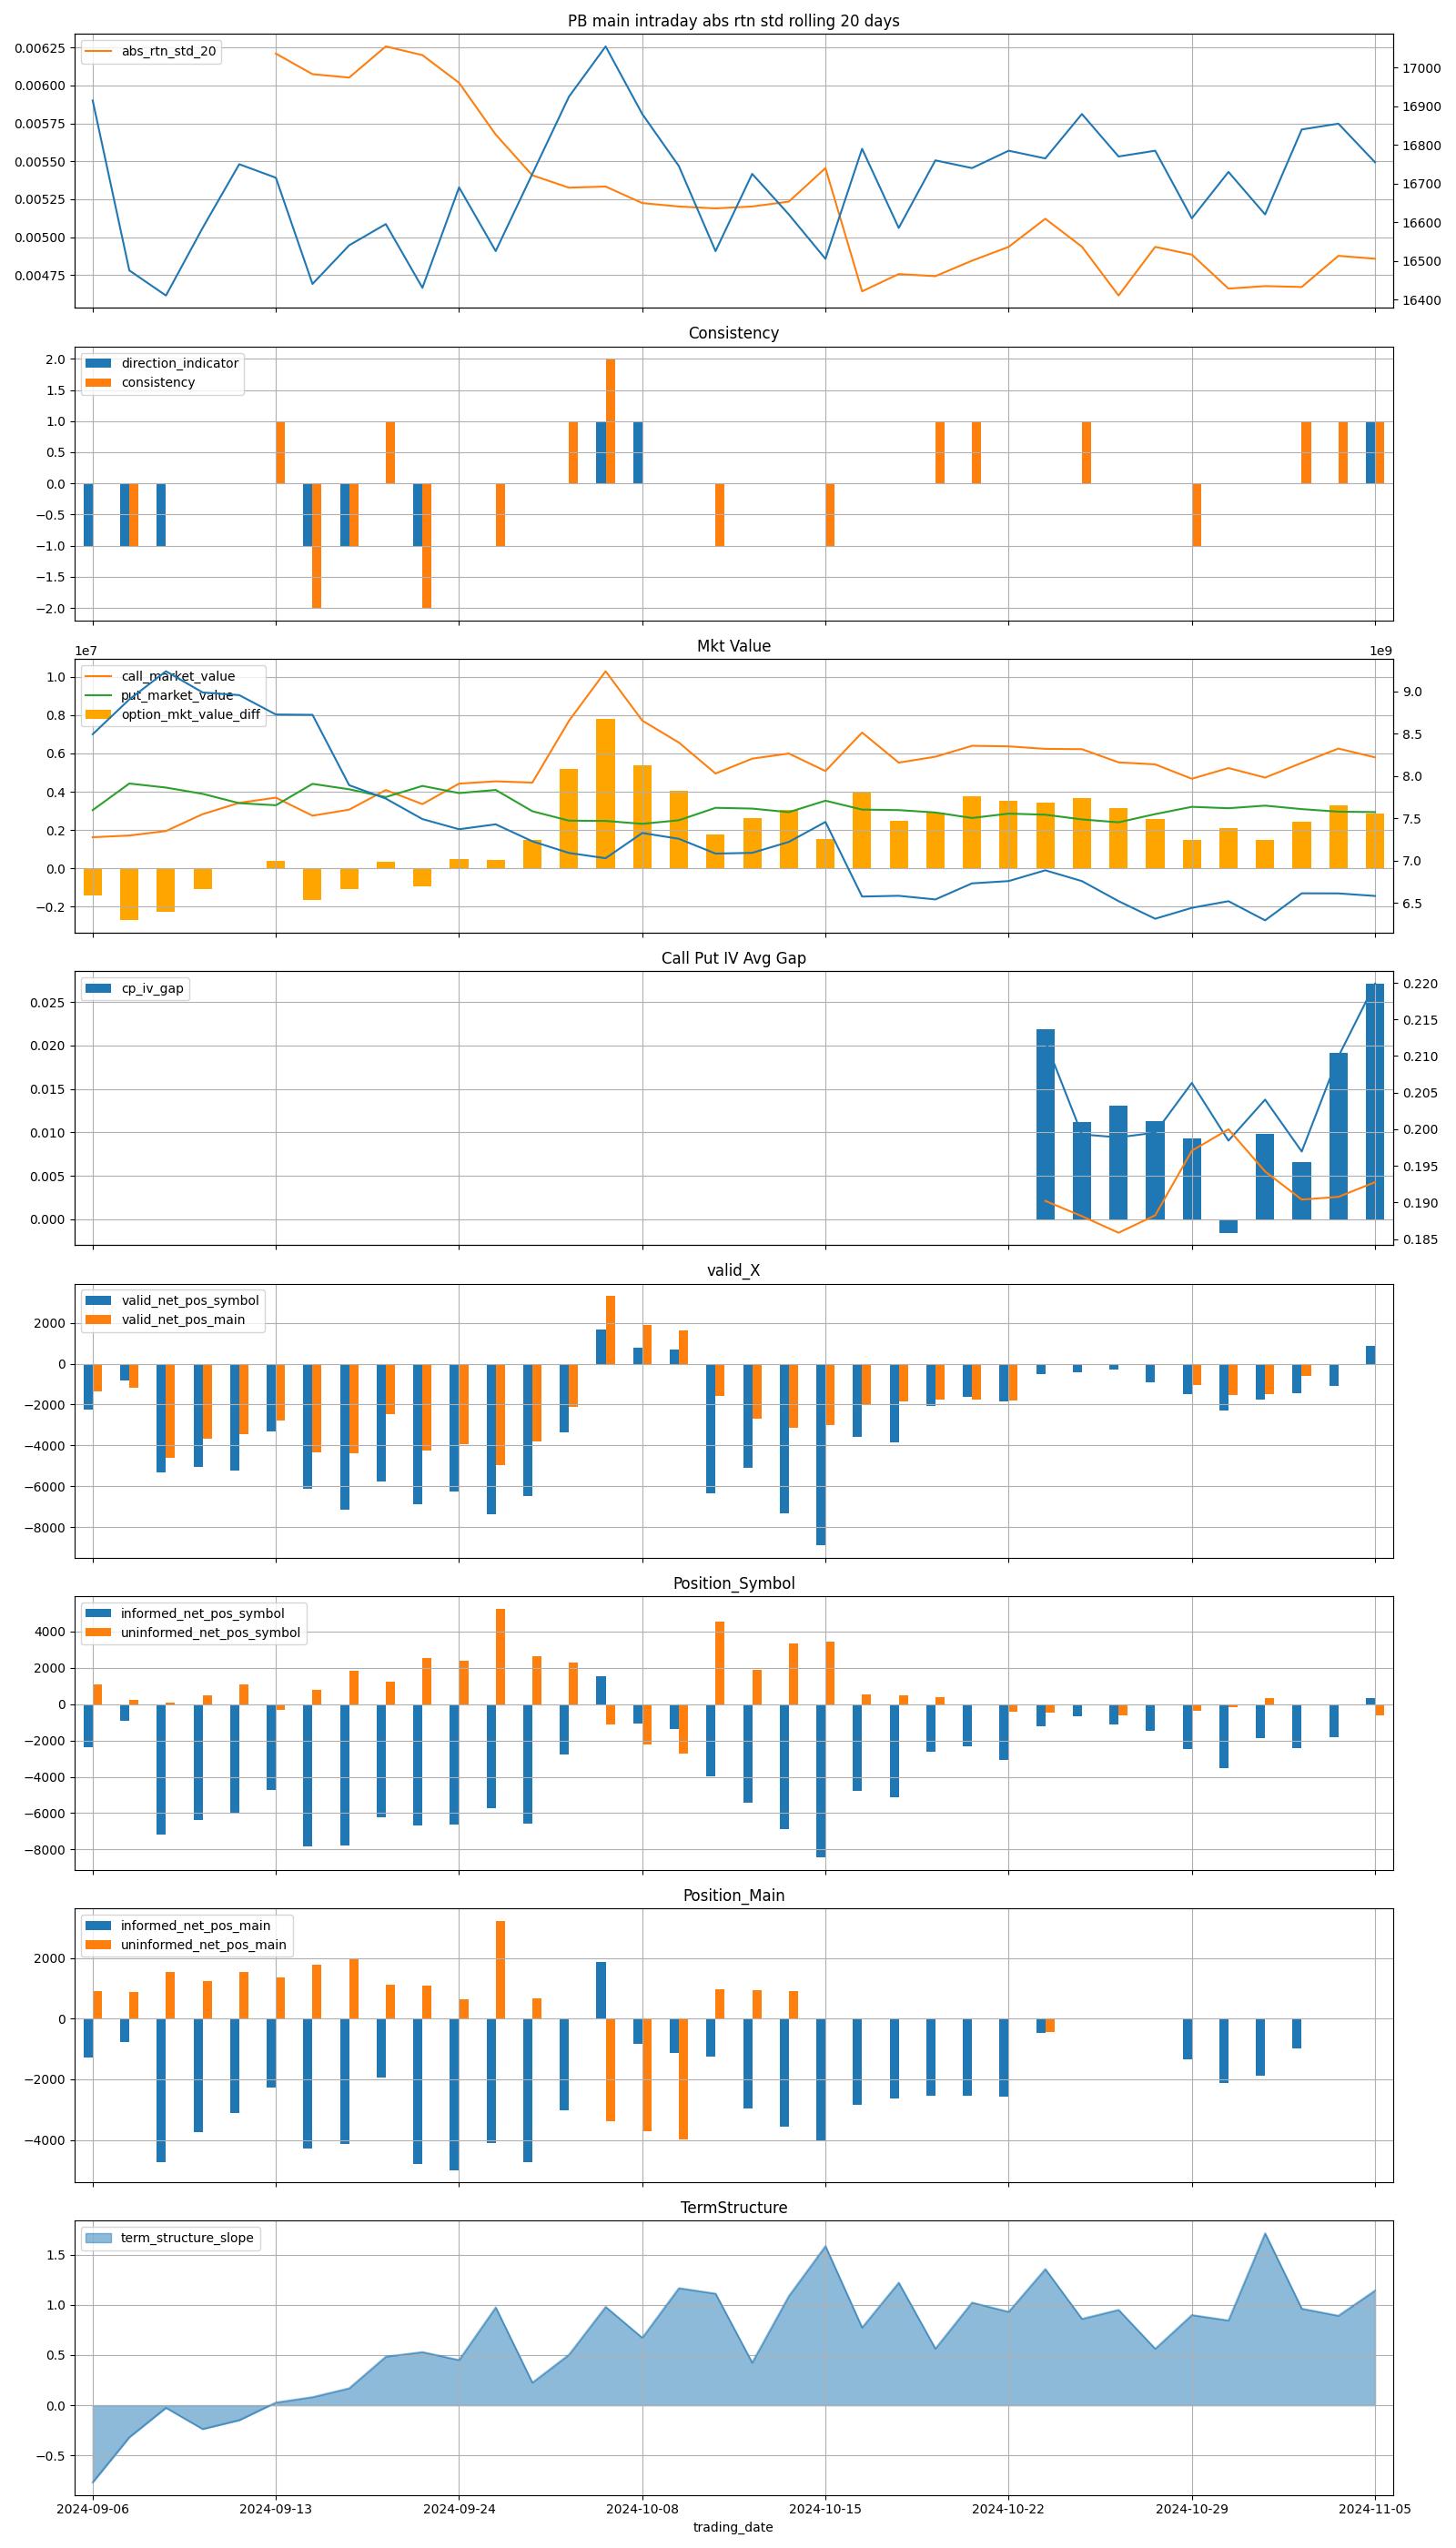 PB main intraday abs rtn std rolling 20 days
abs_rtn_std_20
0.00625
0.00600
0.00575
0.00550
0.00525
0.00500
0.00475
17000
16900
16800
16700
16600
16500
16400
Consistency
direction_indicator
consistency
2.0
1.5
1.0
0.5
0.0
−0.5
−1.0
−1.5
−2.0
Mkt Value
1e7
1e9
call_market_value
put_market_value
option_mkt_value_diff
1.0
0.8
0.6
0.4
0.2
0.0
−0.2
9.0
8.5
8.0
7.5
7.0
6.5
Call Put IV Avg Gap
cp_iv_gap
0.025
0.020
0.015
0.010
0.005
0.000
0.220
0.215
0.210
0.205
0.200
0.195
0.190
0.185
valid_X
valid_net_pos_symbol
valid_net_pos_main
2000
0
−2000
−4000
−6000
−8000
Position_Symbol
informed_net_pos_symbol
uninformed_net_pos_symbol
4000
2000
0
−2000
−4000
−6000
−8000
Position_Main
informed_net_pos_main
uninformed_net_pos_main
2000
0
−2000
−4000
TermStructure
term_structure_slope
1.5
1.0
0.5
0.0
−0.5
2024-09-06 2024-09-13 2024-09-24 2024-10-08 2024-10-15 2024-10-22 2024-10-29 2024-11-05
trading_date